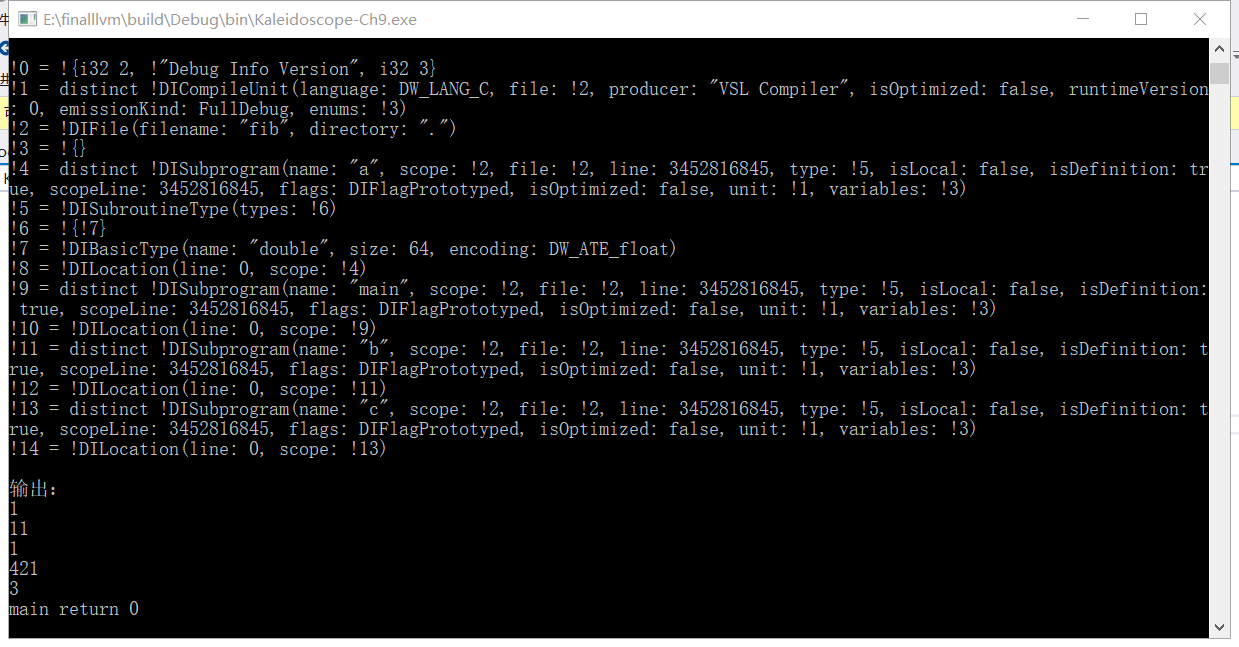 E:\finalllvm\build\Debug\bin\Kaleidoscope-Ch9.exe
!0 = !{i32 2, !"Debug Info Version", i32 3}
!1 = distinct !DICompileUnit(language: DW_LANG_C, file: !2, producer: "VSL Compiler", isOptimized: false, runtimeVersion
: 0, emissionKind: FullDebug, enums: !3)
!2 = !DIFile(filename: "fib", directory: ".")
!3 = !{}
!4 = distinct !DISubprogram(name: "a", scope: !2, file: !2, line: 3452816845, type: !5, isLocal: false, isDefinition: tr
ue, scopeLine: 3452816845, flags: DIFlagPrototyped, isOptimized: false, unit: !1, variables: !3)
!5 = !DISubroutineType(types: !6)
!6 = !{!7}
!7 = !DIBasicType(name: "double", size: 64, encoding: DW_ATE_float)
!8 = !DILocation(line: 0, scope: !4)
!9 = distinct !DISubprogram(name: "main", scope: !2, file: !2, line: 3452816845, type: !5, isLocal: false, isDefinition:
 true, scopeLine: 3452816845, flags: DIFlagPrototyped, isOptimized: false, unit: !1, variables: !3)
!10 = !DILocation(line: 0, scope: !9)
!11 = distinct !DISubprogram(name: "b", scope: !2, file: !2, line: 3452816845, type: !5, isLocal: false, isDefinition: t
rue, scopeLine: 3452816845, flags: DIFlagPrototyped, isOptimized: false, unit: !1, variables: !3)
!12 = !DILocation(line: 0, scope: !11)
!13 = distinct !DISubprogram(name: "c", scope: !2, file: !2, line: 3452816845, type: !5, isLocal: false, isDefinition: t
rue, scopeLine: 3452816845, flags: DIFlagPrototyped, isOptimized: false, unit: !1, variables: !3)
!14 = !DILocation(line: 0, scope: !13)
输出:
1
11
1
421
3
main return 0